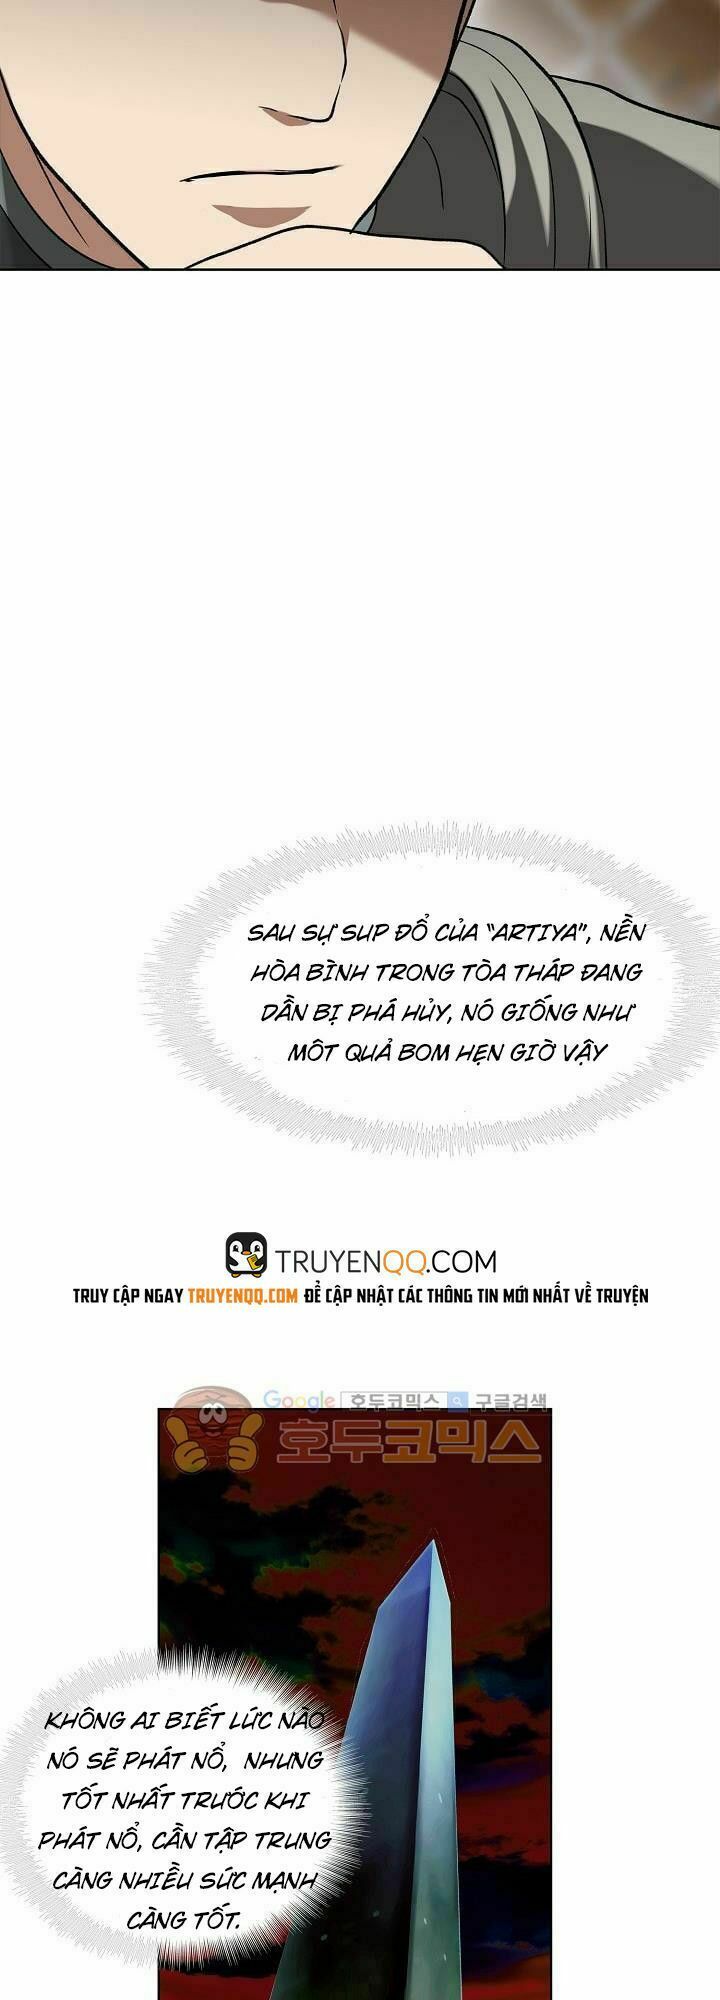 SAU SỰ SỤP ĐỔ CỦA "ARTIYA", NỀN
HÒA BÌNH TRONG TÒA THÁP ĐANG
DẦN BỊ PHÁ HỦY, NÓ GIỐNG NHƯ
MÔT QUẢ BOM HẸN GIỜ VẬY
TRUYENQQ.COM
TRUY CẬP NGAY TRUYENQQ.COM ĐỂ CẬP NHẬT CÁC THÔNG TIN MỚI NHẤT VỀ TRUYỆN
Google 호두코믹스 구글검색
호두코믹스
KHÔNG AI BIẾT LỨC NÀO
NÓ SẼ PHÁT NỔ, NHƯNG
TỐT NHẤT TRƯỚC KHI
PHÁT NỔ, CẦN TẬP TRUNG
CÀNG NHIỀU SỨC MẠNH
CÀNG TỐT.